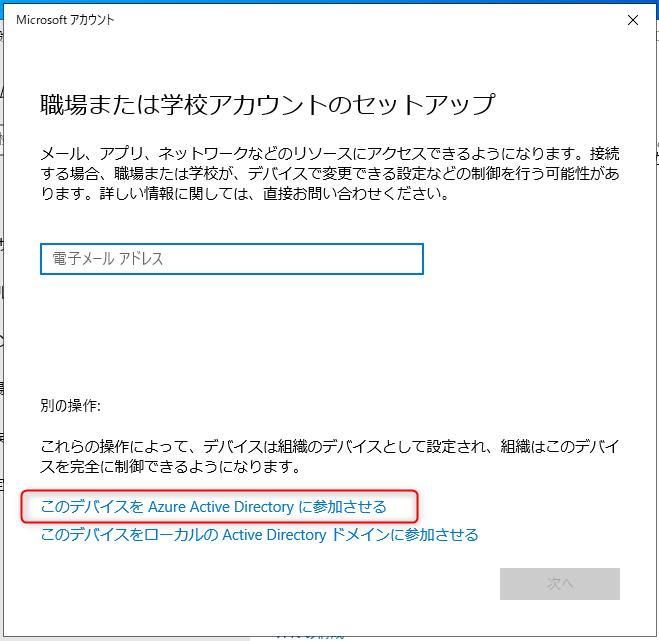 Microsoft アカウント
職場または学校アカウントのセットアップ
メール、アプリ、ネットワークなどのリソースにアクセスできるようになります。接続
する場合、職場または学校が、デバイスで変更できる設定などの制御を行う可能性があ
ります。詳しい情報に関しては、直接お問い合わせください。
電子メール アドレス
別の操作:
これらの操作によって、デバイスは組織のデバイスとして設定され、組織はこのデバイ
スを完全に制御できるようになります。
このデバイスを Azure Active Directory に参加させる
このデバイスをローカルの Active Directory ドメインに参加させる
次へ